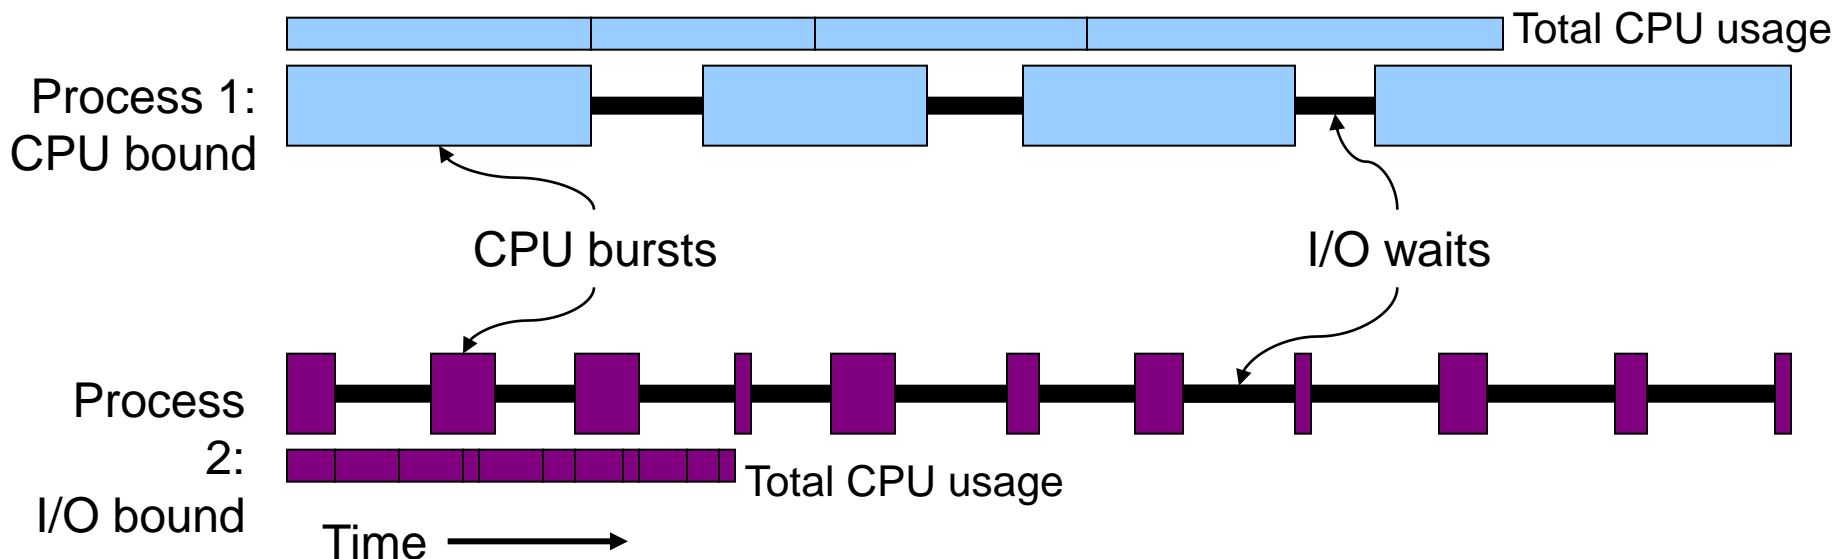 Total CPU usage
Process 1:
CPU bound
CPU bursts
I/O waits
Process
2:
I/O bound
Total CPU usage
Time